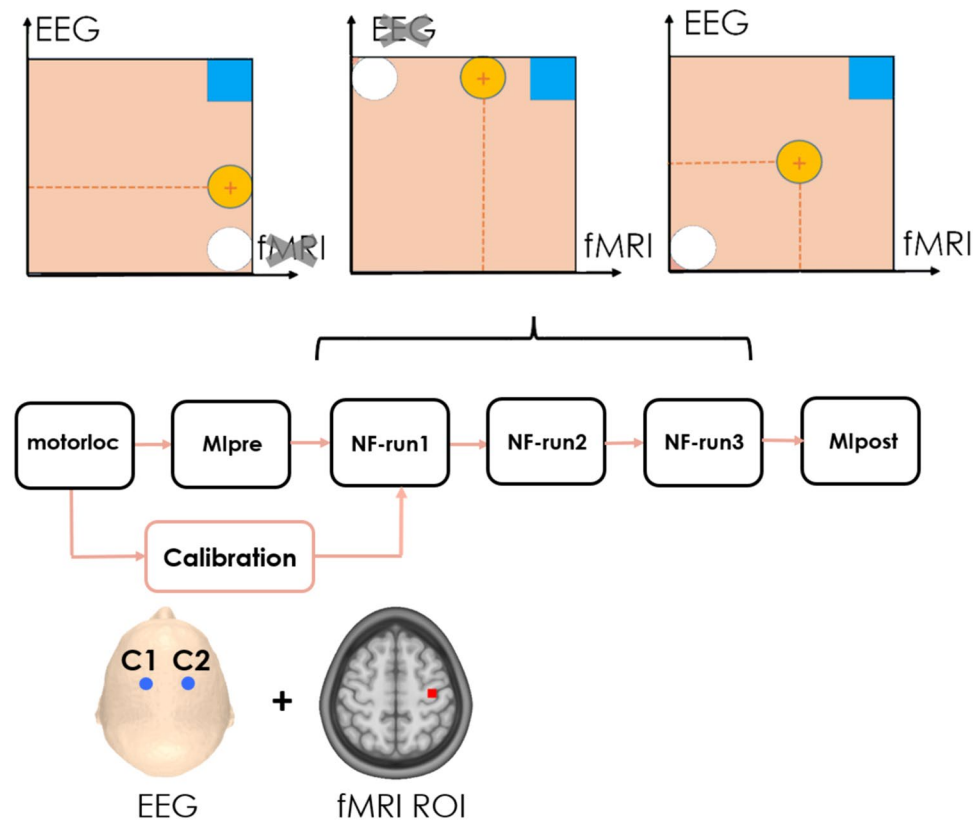 EEG
fMRI
EEG
fMRI
EEG
fMRI
motorloc
MIpre
NF-run1
NF-run2
NF-run3
MIpost
Calibration
C1 C2
+
EEG
fMRI ROI